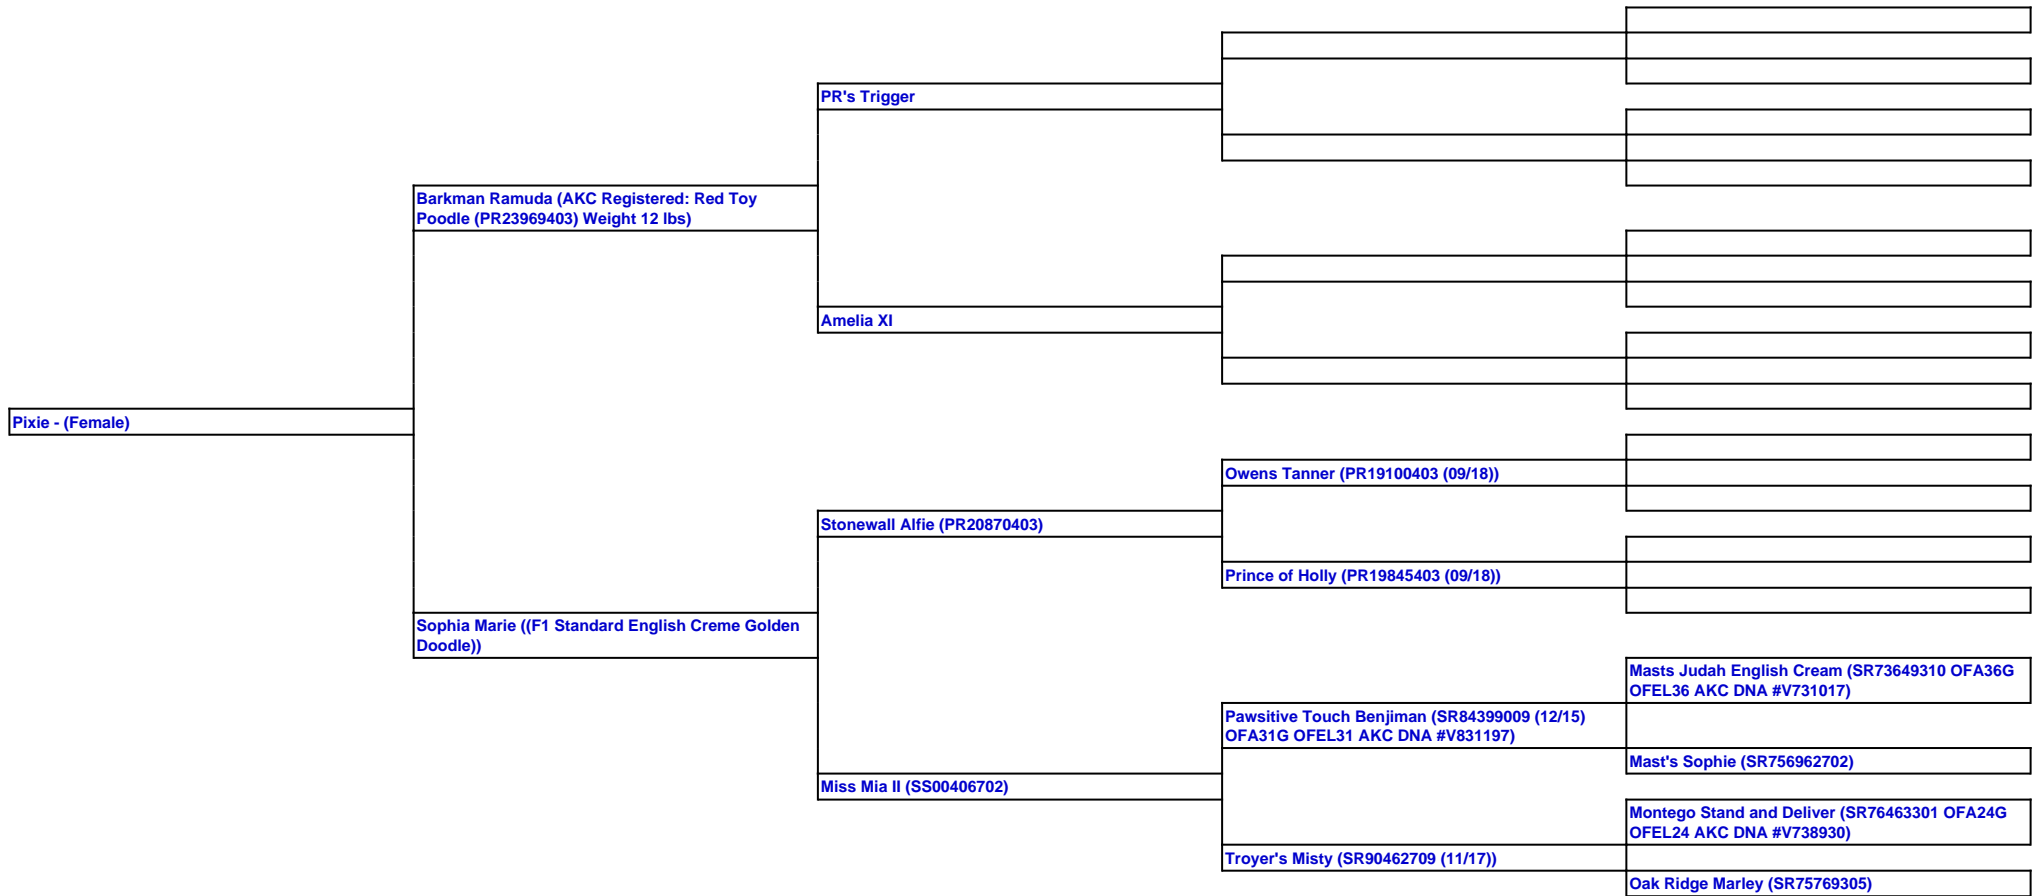 PR's Trigger
Barkman Ramuda (AKC Registered: Red Toy
Poodle (PR23969403) Weight 12 lbs)
Amelia XI
Pixie - (Female)
Owens Tanner (PR19100403 (09/18))
Stonewall Alfie (PR20870403)
Prince of Holly (PR19845403 (09/18))
Sophia Marie ((F1 Standard English Creme Golden
Doodle))
Masts Judah English Cream (SR73649310 OFA36G
OFEL36 AKC DNA #V731017)
Pawsitive Touch Benjiman (SR84399009 (12/15)
OFA31G OFEL31 AKC DNA #V831197)
Mast's Sophie (SR756962702)
Miss Mia II (SS00406702)
Montego Stand and Deliver (SR76463301 OFA24G
OFEL24 AKC DNA #V738930)
Troyer's Misty (SR90462709 (11/17))
Oak Ridge Marley (SR75769305)